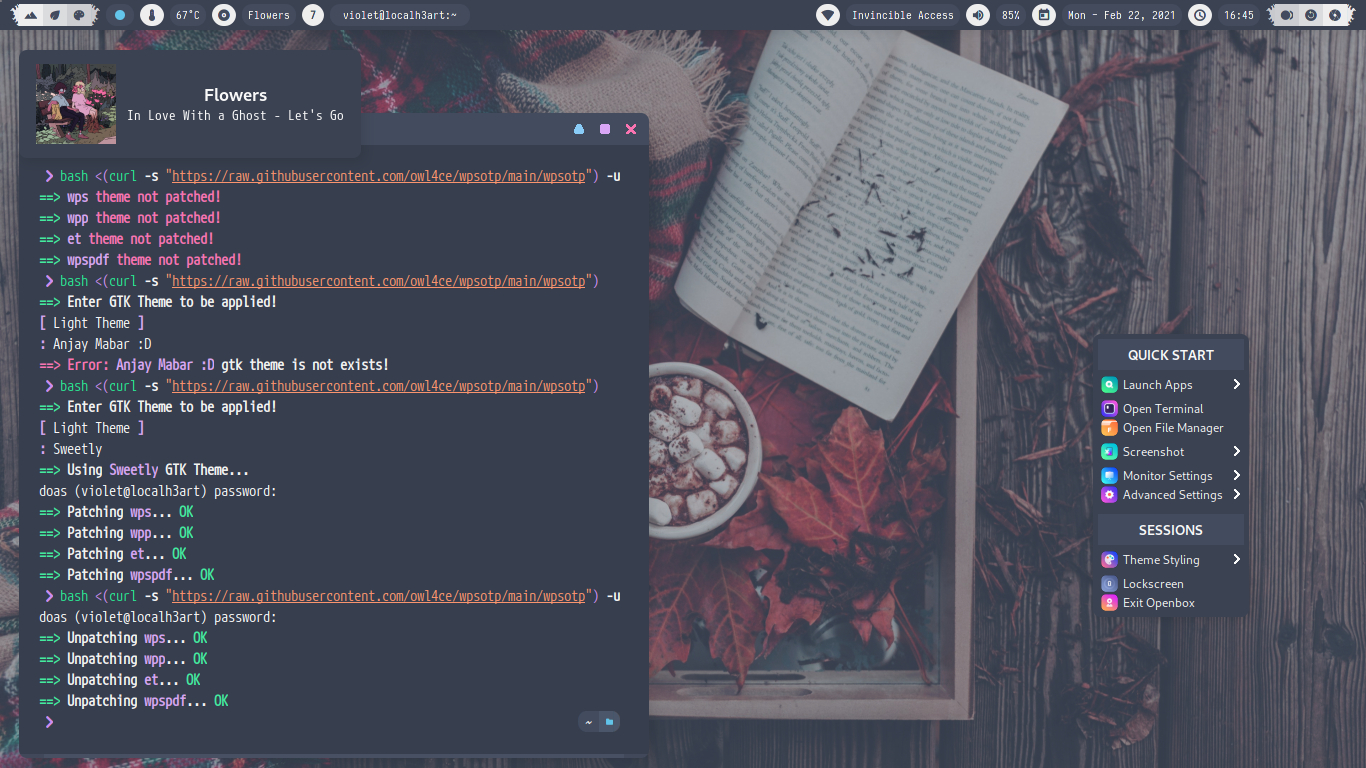 67°C
Flowers
7
violet@localh3art:~
Invincible Access
85%
Mon - Feb 22, 2021
16:45
Flowers
In Love With a Ghost - Let's Go
bash <(curl -s "https://raw.githubusercontent.com/owl4ce/wpsotp/main/wpsotp") -u
==> wps theme not patched!
==> wpp theme not patched!
==> et theme not patched!
==> wpspdf theme not patched!
bash <(curl -s "https://raw.githubusercontent.com/owl4ce/wpsotp/main/wpsotp")
==> Enter GTK Theme to be applied!
[ Light Theme ]
: Anjay Mabar :D
==> Error: Anjay Mabar :D gtk theme is not exists!
bash <(curl -s "https://raw.githubusercontent.com/owl4ce/wpsotp/main/wpsotp")
==> Enter GTK Theme to be applied!
[ Light Theme ]
: Sweetly
==> Using Sweetly GTK Theme...
doas (violet@localh3art) password:
==> Patching wps... OK
==> Patching wpp... OK
==> Patching et... OK
==> Patching wpspdf... OK
bash <(curl -s "https://raw.githubusercontent.com/owl4ce/wpsotp/main/wpsotp") -u
doas (violet@localh3art) password:
==> Unpatching wps... OK
==> Unpatching wpp... OK
==> Unpatching et... OK
==> Unpatching wpspdf... OK
~
QUICK START
Launch Apps
Open Terminal
Open File Manager
Screenshot
Monitor Settings
Advanced Settings
SESSIONS
Theme Styling
Lockscreen
Exit Openbox